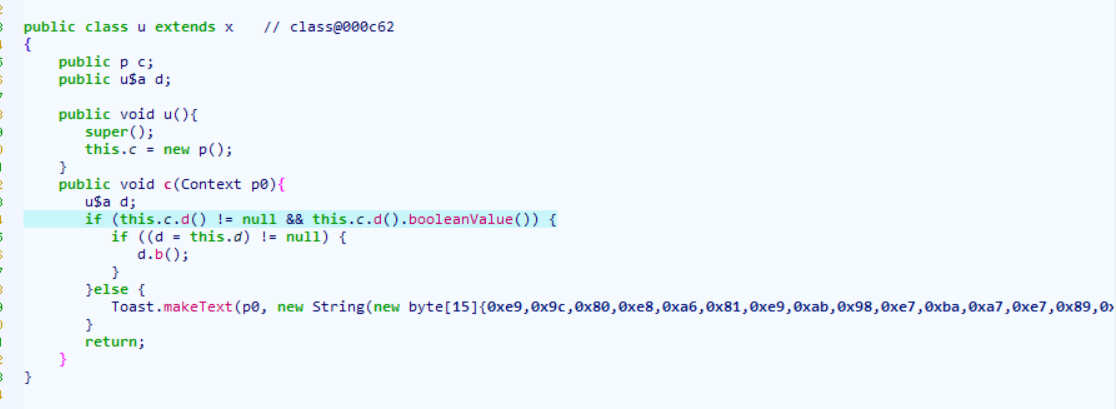 public class u extends x   // class@000c62
{
    public p c;
    public u$a d;

    public void u(){
       super();
       this.c = new p();
    }
    public void c(Context p0){
       u$a d;
       if (this.c.d() != null && this.c.d().booleanValue()) {
          if ((d = this.d) != null) {
             d.b();
          }
       }else {
          Toast.makeText(p0, new String(new byte[15]{0xe9,0x9c,0x80,0xe8,0xa6,0x81,0xe9,0xab,0x98,0xe7,0xba,0xa7,0xe7,0x89,0x
       }
       return;
    }
}